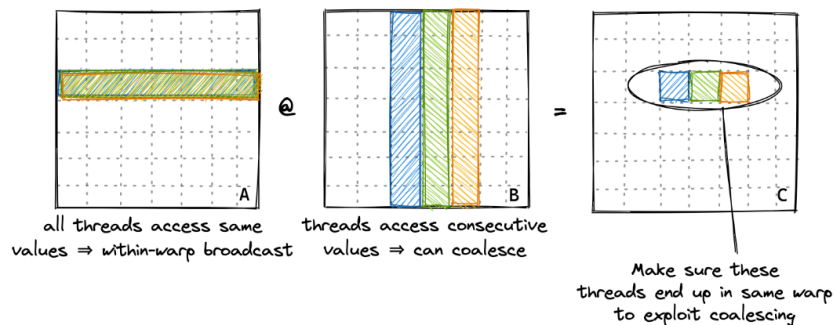 A
all threads access same
values ⇒ within-warp broadcast
@
B
threads access consecutive
values ⇒ can coalesce
=
C
Make sure these
threads end up in same warp
to exploit coalescing